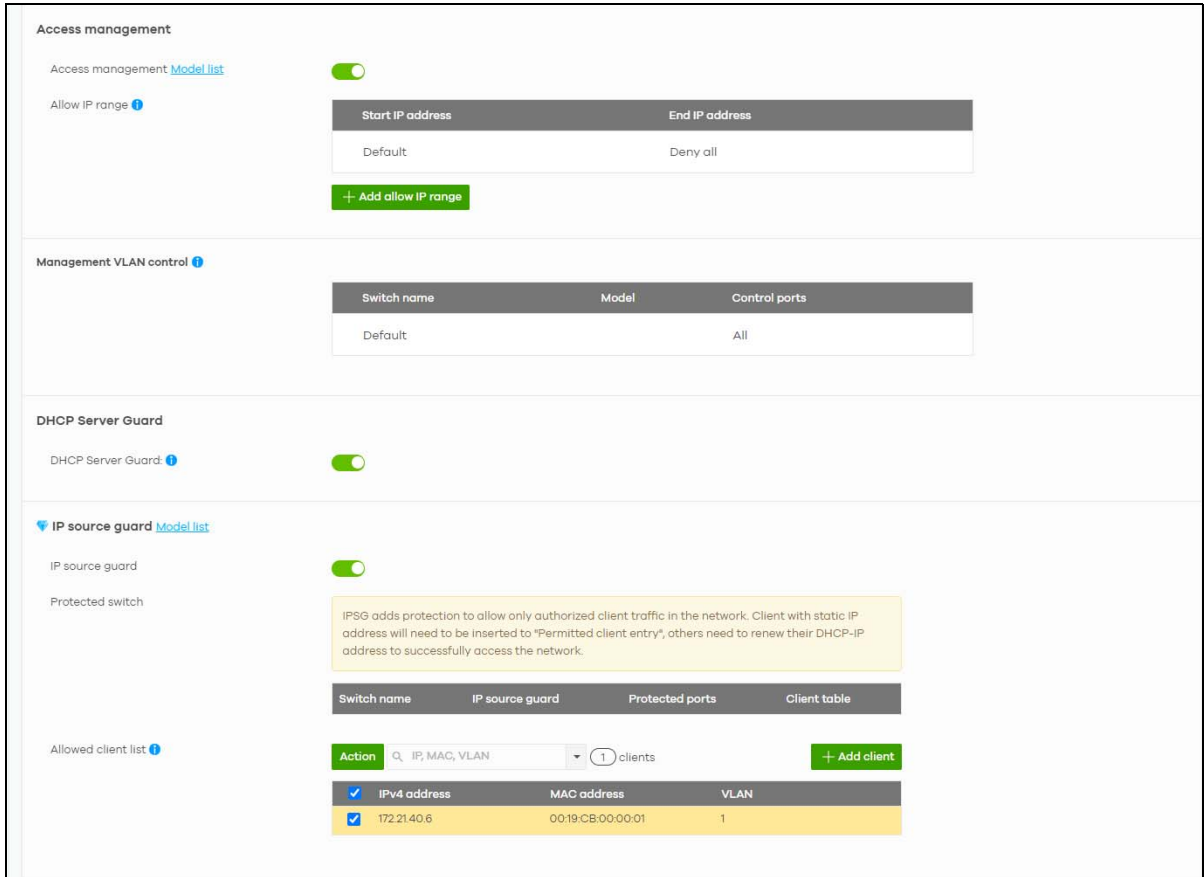 Access management
Access management Model list
Allow IP range
Start IP address End IP address
Default Deny all
+ Add allow IP range
Management VLAN control
Switch name Model Control ports
Default All
DHCP Server Guard
DHCP Server Guard:
IP source guard Model list
IP source guard
Protected switch
IPSG adds protection to allow only authorized client traffic in the network. Client with static IP
address will need to be inserted to "Permitted client entry", others need to renew their DHCP-IP
address to successfully access the network.
Switch name IP source guard Protected ports Client table
Allowed client list
Action IP, MAC, VLAN 1 clients + Add client
IPv4 address MAC address VLAN
172.21.40.6 00:19:CB:00:00:01 1